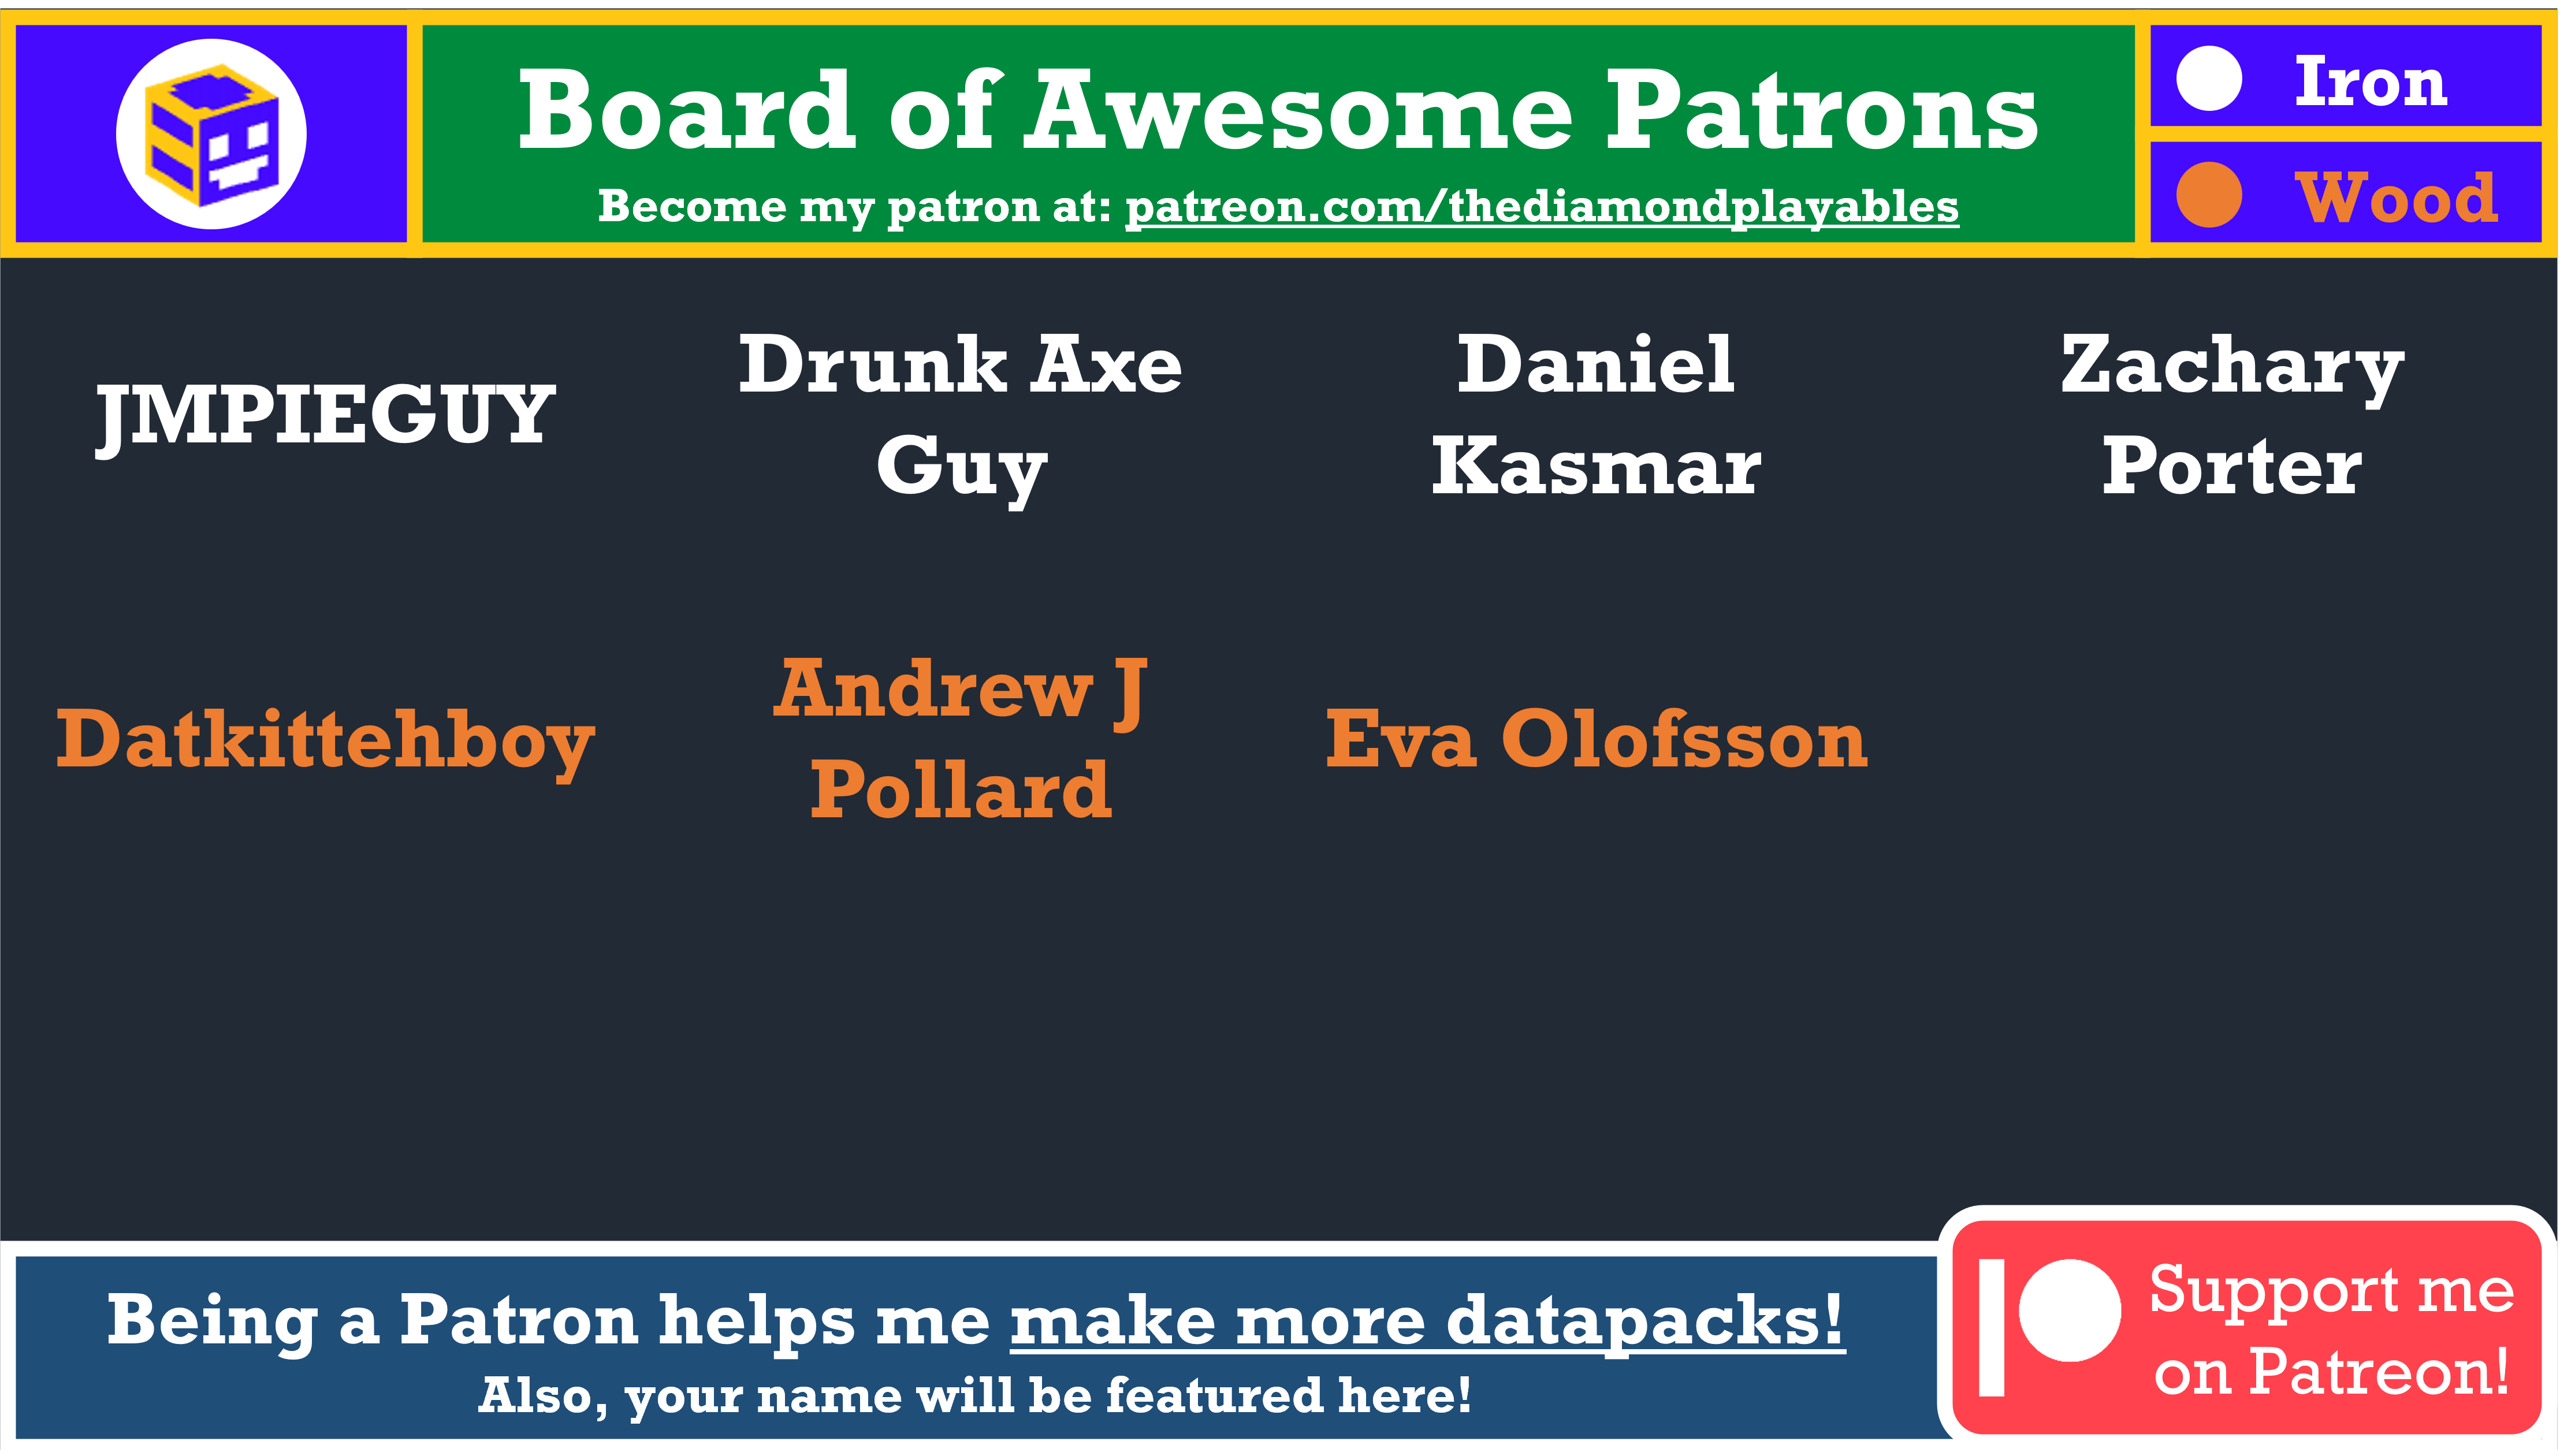 Board of Awesome Patrons
Become my patron at: patreon.com/thediamondplayables
Iron
Wood
JMPIEGUY
Drunk Axe
Guy
Daniel
Kasmar
Zachary
Porter
Datkittehboy
Andrew J
Pollard
Eva Olofsson
Being a Patron helps me make more datapacks!
Also, your name will be featured here!
Support me
on Patreon!